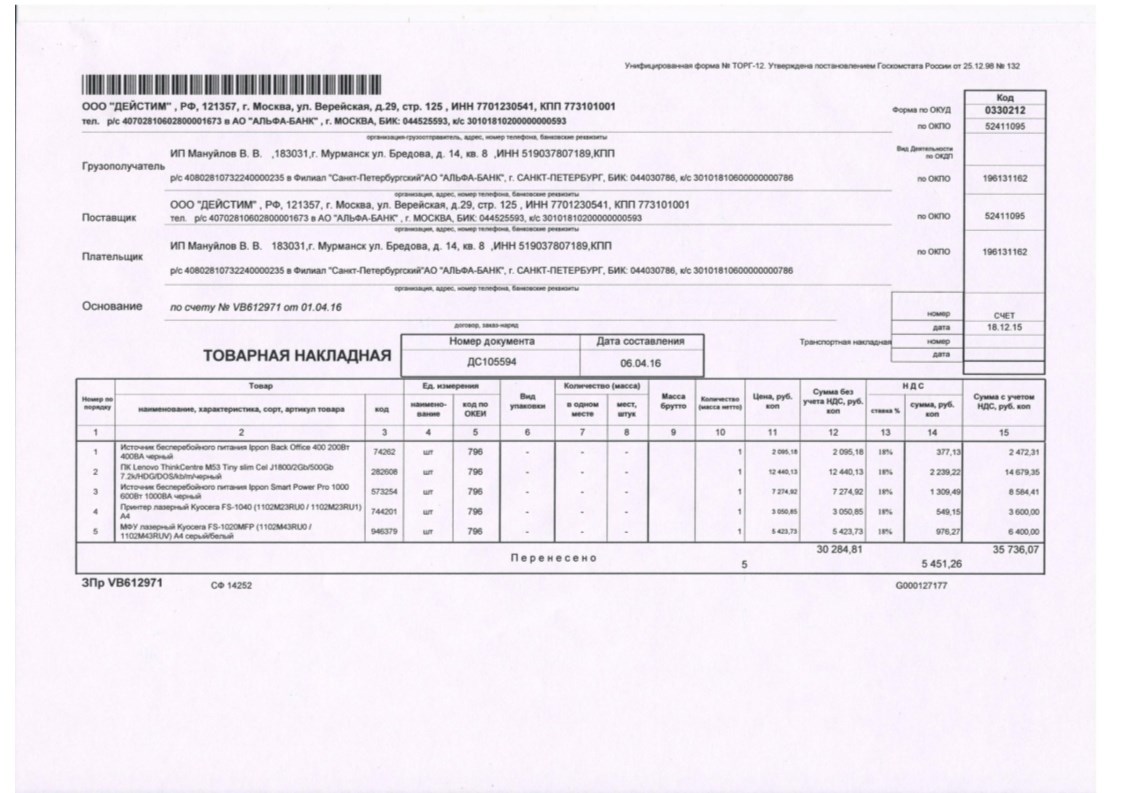 Унифицированная форма № ТОРГ-12. Утверждена постановлением Госкомстата России от 25.12.98 № 132
Код
ООО "ДЕЙСТИМ" , РФ, 121357, г. Москва, ул. Верейская, д.29, стр. 125 , ИНН 7701230541, КПП 773101001
Форма по ОКУД 0330212
тел. р/с 40702810602800001673 в АО "АЛЬФА-БАНК" , г. МОСКВА, БИК: 044525593, к/с 30101810200000000593
по ОКПО 52411095
организация-грузоотправитель, адрес, номер телефона, банковские реквизиты
Вид Деятельности по ОКДП
Грузополучатель ИП Мануйлов В. В. ,183031,г. Мурманск ул. Бредова, д. 14, кв. 8 ,ИНН 519037807189,КПП
р/с 40802810732240000235 в Филиал "Санкт-Петербургский"АО "АЛЬФА-БАНК", г. САНКТ-ПЕТЕРБУРГ, БИК: 044030786, к/с 30101810600000000786 по ОКПО 196131162
организация, адрес, номер телефона, банковские реквизиты
Поставщик ООО "ДЕЙСТИМ" , РФ, 121357, г. Москва, ул. Верейская, д.29, стр. 125 , ИНН 7701230541, КПП 773101001
тел. р/с 40702810602800001673 в АО "АЛЬФА-БАНК" , г. МОСКВА, БИК: 044525593, к/с 30101810200000000593 по ОКПО 52411095
организация, адрес, номер телефона, банковские реквизиты
Плательщик ИП Мануйлов В. В. 183031,г. Мурманск ул. Бредова, д. 14, кв. 8 ,ИНН 519037807189,КПП по ОКПО 196131162
р/с 40802810732240000235 в Филиал "Санкт-Петербургский"АО "АЛЬФА-БАНК", г. САНКТ-ПЕТЕРБУРГ, БИК: 044030786, к/с 30101810600000000786
организация, адрес, номер телефона, банковские реквизиты
Основание по счету № VB612971 от 01.04.16
номер СЧЕТ
договор, заказ-наряд
дата 18.12.15
Транспортная накладная номер
дата
ТОВАРНАЯ НАКЛАДНАЯ
Номер документа Дата составления
ДС105594 06.04.16
Номер по порядку Товар Ед. измерения Вид упаковки Количество (масса) Масса брутто Количество (масса нетто) Цена, руб. коп Сумма без учета НДС, руб. коп НДС Сумма с учетом НДС, руб. коп
наименование, характеристика, сорт, артикул товара код наимено-вание код по ОКЕИ в одном месте мест, штук ставка % сумма, руб. коп
1 2 3 4 5 6 7 8 9 10 11 12 13 14 15
1 Источник бесперебойного питания Ippon Back Office 400 200Вт 400ВА черный 74262 шт 796 - - - 1 2 095,18 2 095,18 18% 377,13 2 472,31
2 ПК Lenovo ThinkCentre M53 Tiny slim Cel J1800/2Gb/500Gb 7.2k/HDG/DOS/kb/m/черный 282608 шт 796 - - - 1 12 440,13 12 440,13 18% 2 239,22 14 679,35
3 Источник бесперебойного питания Ippon Smart Power Pro 1000 600Вт 1000ВА черный 573254 шт 796 - - - 1 7 274,92 7 274,92 18% 1 309,49 8 584,41
4 Принтер лазерный Kyocera FS-1040 (1102M23RU0 / 1102M23RU1) A4 744201 шт 796 - - - 1 3 050,85 3 050,85 18% 549,15 3 600,00
5 МФУ лазерный Kyocera FS-1020MFP (1102M43RU0 / 1102M43RUV) A4 серый/белый 946379 шт 796 - - - 1 5 423,73 5 423,73 18% 976,27 6 400,00
Перенесено 5 30 284,81 5 451,26 35 736,07
ЗПр VB612971 СФ 14252 G000127177